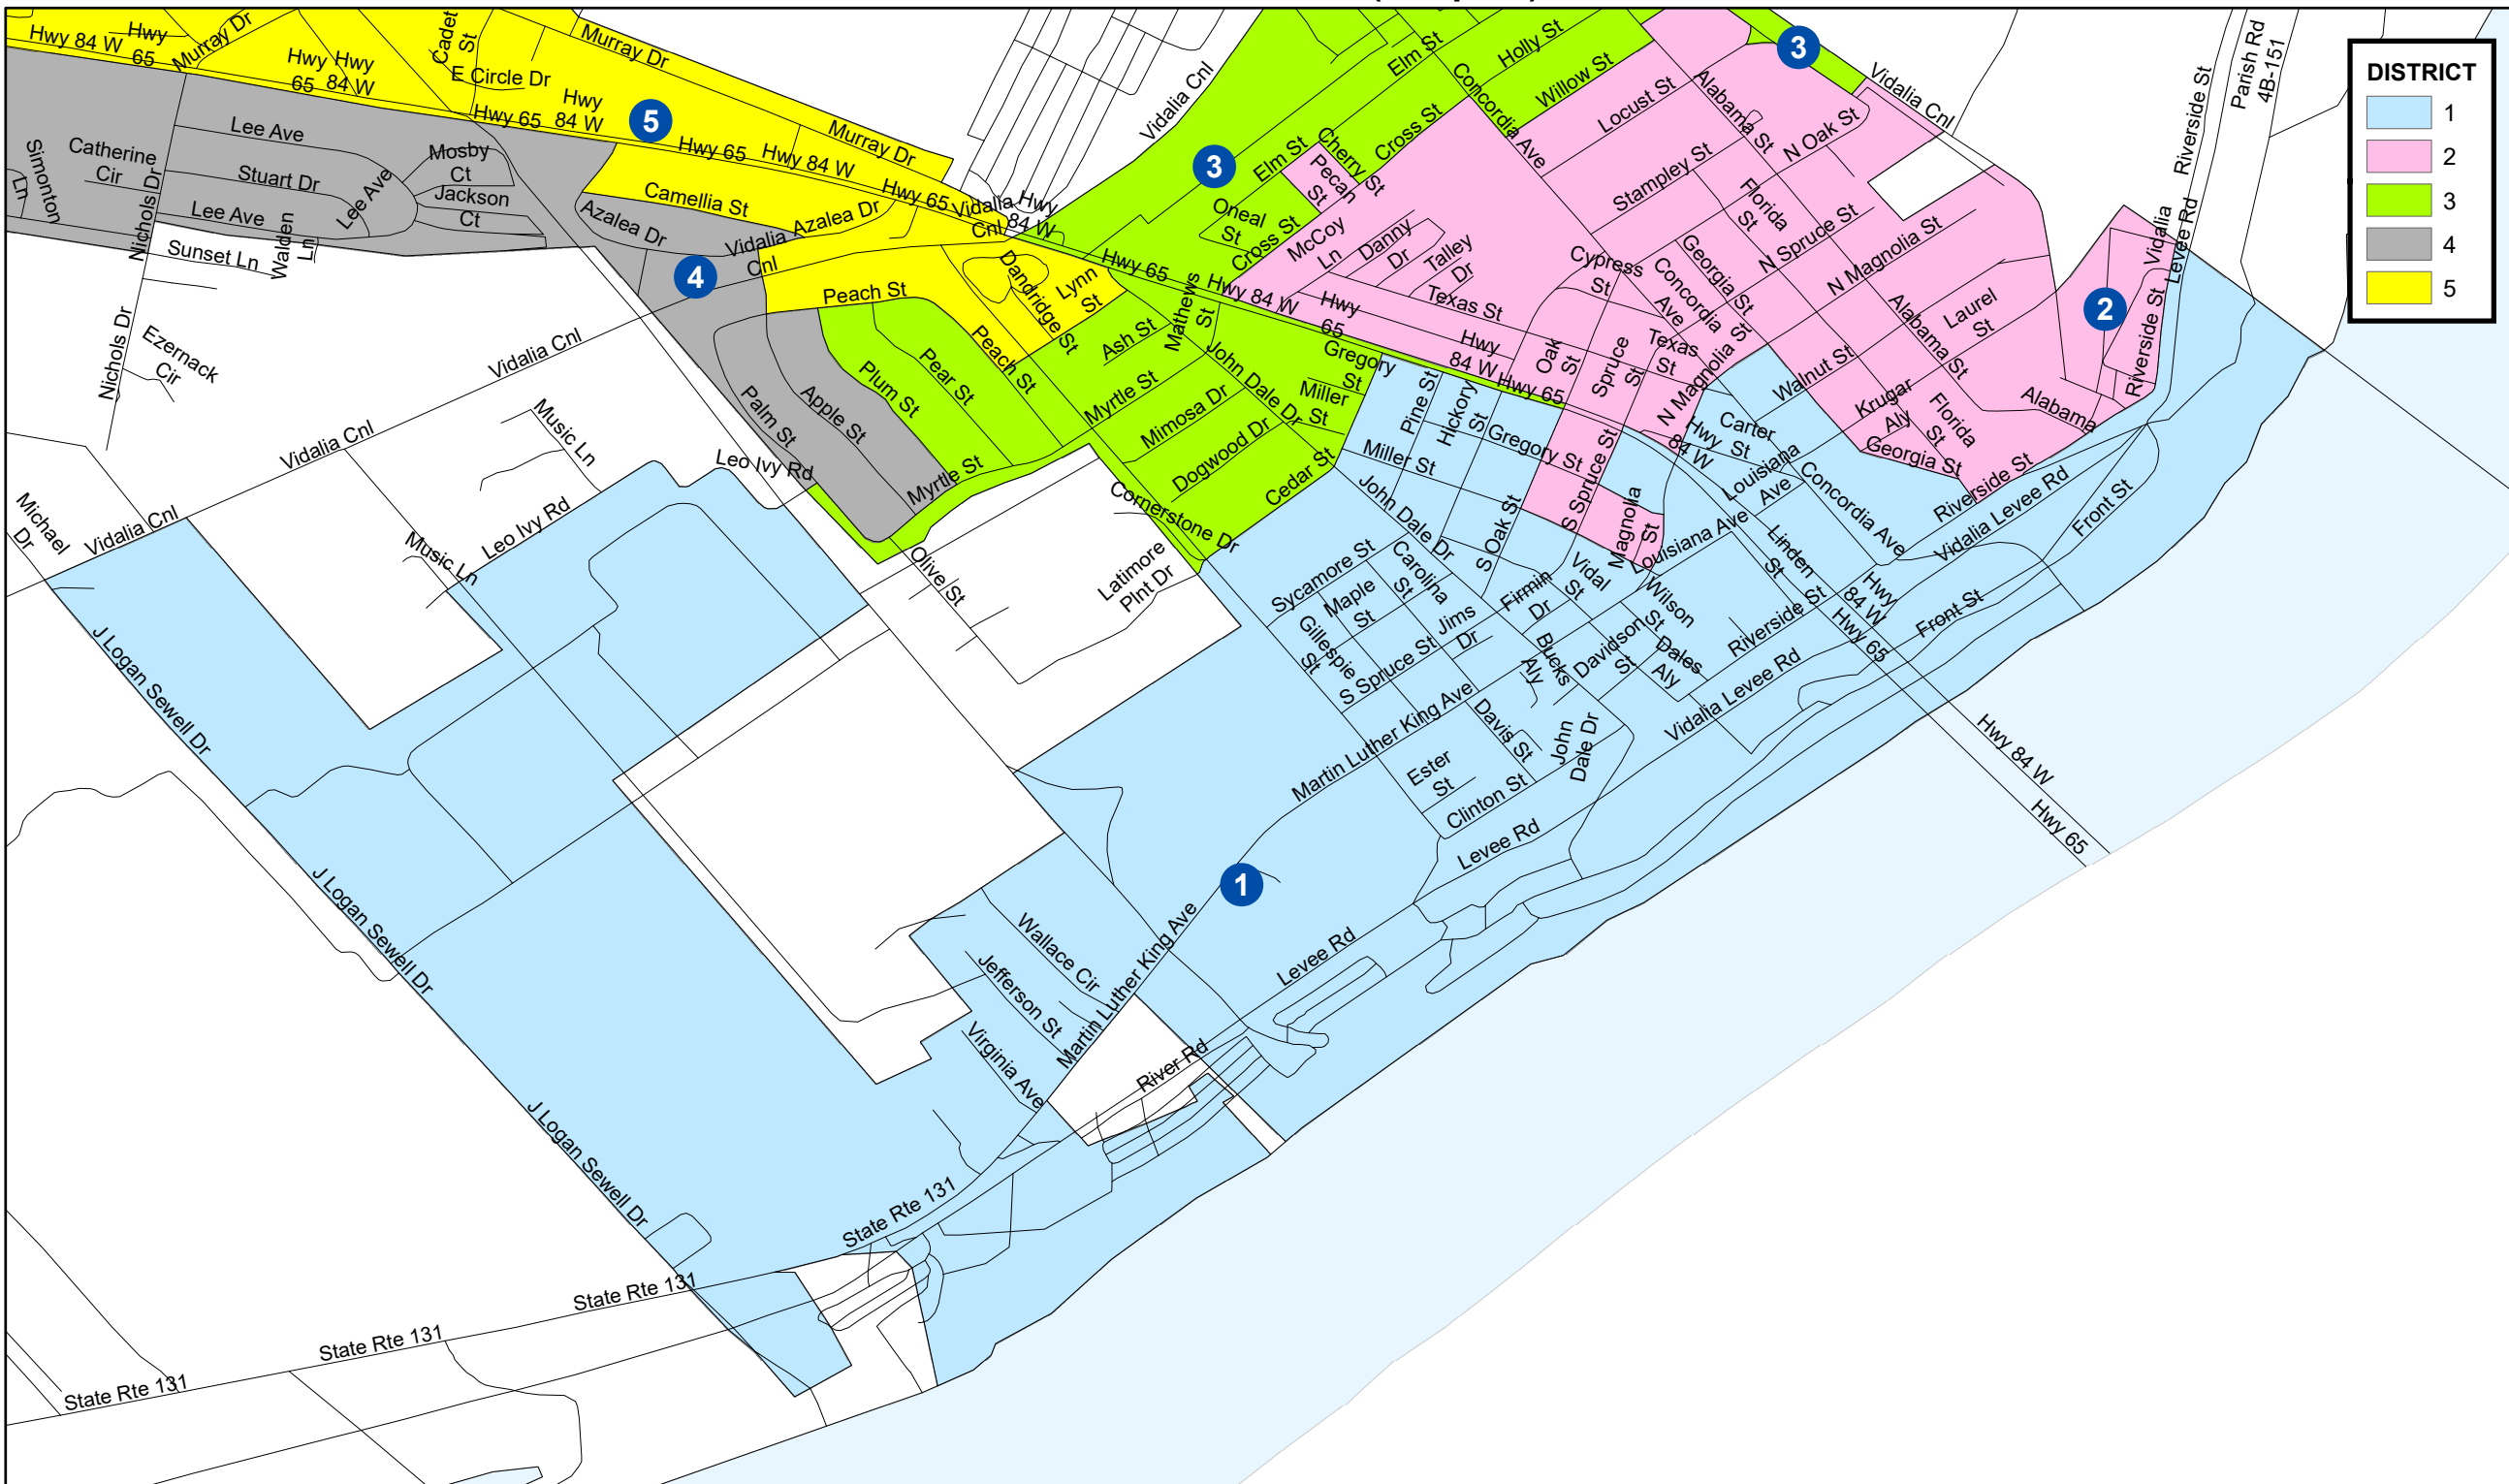 Hwy 84 W
65
Hwy
Murray Dr
Hwy Hwy
65 84 W
Cadet
St
E Circle Dr
Murray Dr
Hwy
Hwy 65 84 W
5
Hwy 65
Hwy 84 W
Murray Dr
Hwy 65
Vidalia
Cnl
Hwy
84 W
Vidalia Cnl
3
Elm St
Holly St
Concordia Ave
Willow St
Cross St
Cherry St
Elm St
Pecan
St
Oneal
St
Cross St
3
Vidalia Cnl
Locust St
Alabama St
N Oak St
Stampley St
Florida
St
N Spruce St
N Magnolia St
Georgia St
Concordia
Ave
Cypress
St
McCoy
Ln
Danny
Dr
Talley
Dr
Texas St
Riverside St
Parish Rd
4B-151
DISTRICT
1
2
3
4
5
Simonton
Ln
Catherine
Cir
Nichols Dr
Lee Ave
Stuart Dr
Lee Ave
Lee Ave
Mosby
Ct
Jackson
Ct
Walden
Ln
Sunset Ln
Camellia St
Azalea Dr
Azalea Dr
Vidalia
Cnl
4
Nichols Dr
Ezernack
Cir
Vidalia Cnl
Vidalia Cnl
Vidalia Cnl
Peach St
Dandridge St
Lynn
St
Peach St
Ash St
Mathews
St
Hwy 65
Hwy 84 W
Hwy
65
Hwy
84 W
Hwy 65
Gregory
St
Miller
St
John Dale Dr
Myrtle St
Mimosa Dr
Dogwood Dr
Cedar St
Cornerstone Dr
Pear St
Plum St
Apple St
Palm St
Myrtle St
Leo Ivy Rd
Music Ln
Leo Ivy Rd
Music Ln
Michael
Dr
Olive St
Latimore
Plnt Dr
Oak
St
Spruce
St
Texas
St
N Magnolia St
Alabama St
Laurel
St
Walnut St
Krugar
Aly
Florida
St
Georgia St
Alabama
2
Riverside St
Vidalia
Levee Rd
Pine St
Hickory
St
Gregory St
Miller St
S Spruce St
S Oak St
Magnolia
St
Hwy
84 W
Carter
St
Louisiana
Ave
Louisiana Ave
Concordia Ave
Riverside St
Vidalia Levee Rd
Front St
Linden
St
Hwy
84 W
Hwy 65
Front St
John Dale Dr
Sycamore St
Carolina
St
Maple
St
Gillespie
St
Jims
Dr
Firmin
Dr
Vidal
St
Wilson
St
Davidson
St
Dales
Aly
Bucks
Aly
S Spruce St
Riverside St
Vidalia Levee Rd
Martin Luther King Ave
Davis St
John
Dale Dr
Ester
St
Clinton St
Levee Rd
Hwy 84 W
Hwy 65
J Logan Sewell Dr
J Logan Sewell Dr
J Logan Sewell Dr
1
Wallace Cir
Jefferson St
Virginia Ave
Martin Luther King Ave
Levee Rd
River Rd
State Rte 131
State Rte 131
State Rte 131
State Rte 131